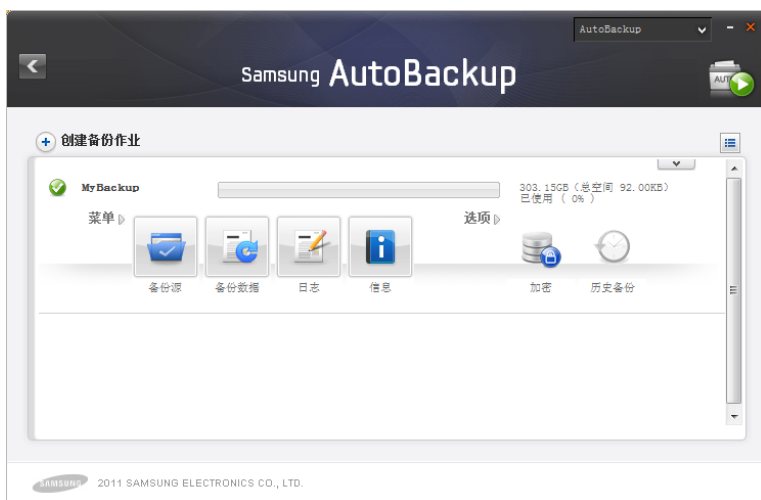 AutoBackup
samsung AutoBackup
AUTO
创建备份作业
MyBackup
303.15GB（总空间 92.00KB）
已使用 ( 0% )
菜单
选项
备份源
备份数据
日志
信息
加密
历史备份
SAMSUNG 2011 SAMSUNG ELECTRONICS CO., LTD.